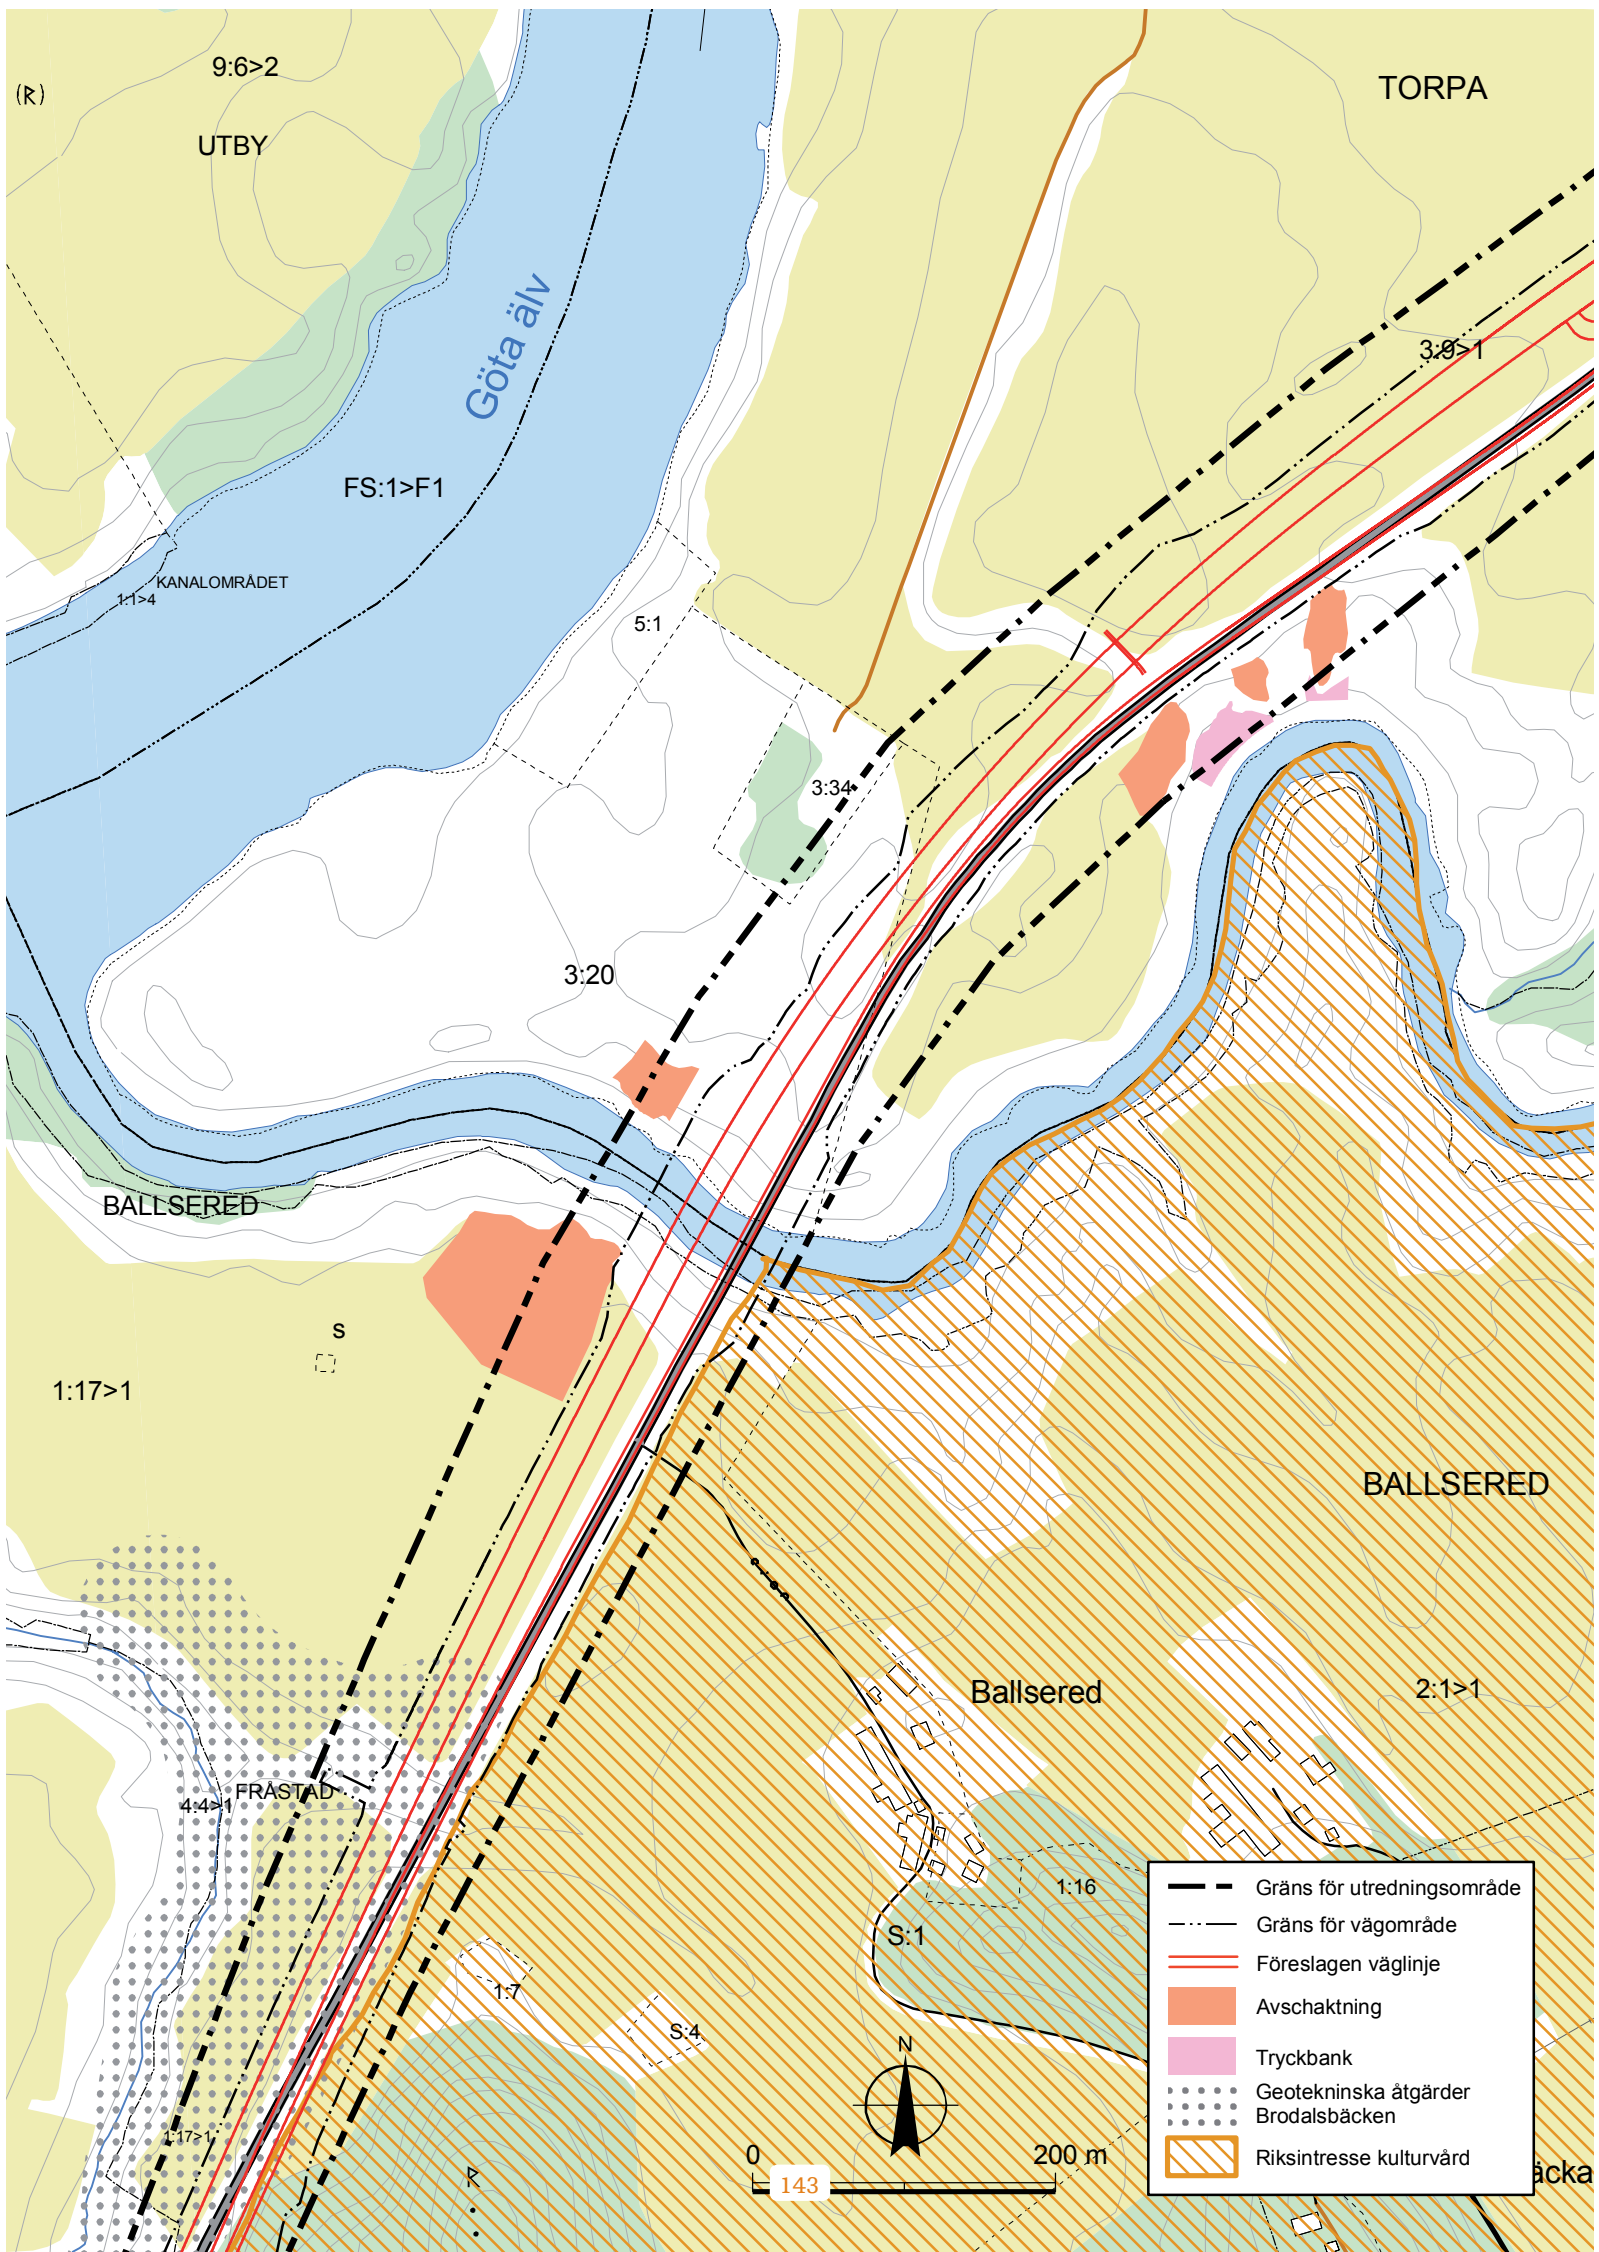 9:6>2
(R)
TORPA
UTBY
Göta älv
3:9>1
FS:1>F1
KANALOMRÅDET
1:1>4
5:1
3:34
3:20
BALLSERED
s
1:17>1
BALLSERED
Ballsered
2:1>1
FRÅSTAD
4:4>1
1:16
S:1
1:7
S:4
1:17>1
R
N
0
200 m
143
Gräns för utredningsområde
Gräns för vägområde
Föreslagen väglinje
Avschaktning
Tryckbank
Geotekninska åtgärder
Brodalsbäcken
Riksintresse kulturvård
äcka